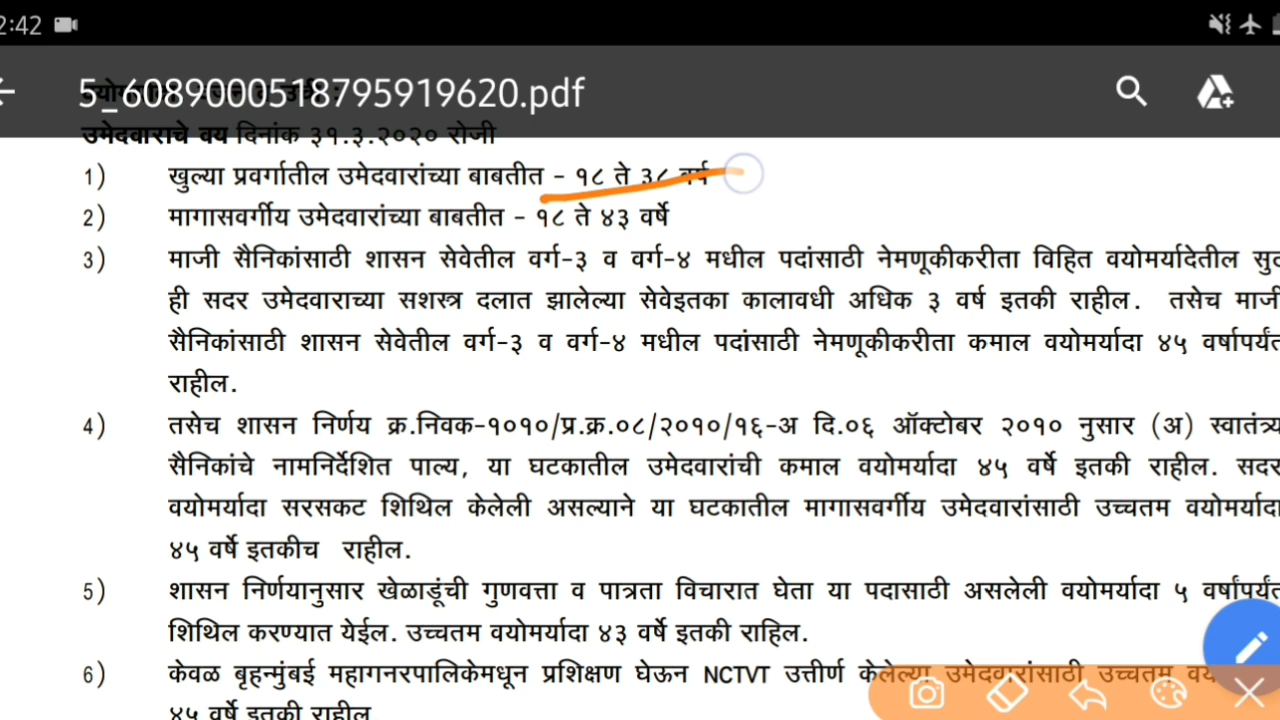 2:42
5_6089000518795919620.pdf
उमेदवाराचे वय दिनांक ३१.३.२०२० रोजी
1) खुल्या प्रवर्गातील उमेदवारांच्या बाबतीत - १८ ते ३८ वर्ष
2) मागासवर्गीय उमेदवारांच्या बाबतीत - १८ ते ४३ वर्षे
3) माजी सैनिकांसाठी शासन सेवेतील वर्ग-३ व वर्ग-४ मधील पदांसाठी नेमणूकीकरीता विहित वयोमर्यादेतील
ही सदर उमेदवाराच्या सशस्त्र दलात झालेल्या सेवेइतका कालावधी अधिक ३ वर्ष इतकी राहील. तसेच माजी
सैनिकांसाठी शासन सेवेतील वर्ग-३ व वर्ग-४ मधील पदांसाठी नेमणूकीकरीता कमाल वयोमर्यादा ४५ वर्षापर्यंत
राहील.
4) तसेच शासन निर्णय क्र.निवक-१०१०/प्र.क्र.०८/२०१०/१६-अ दि.०६ ऑक्टोबर २०१० नुसार (अ) स्वातंत्र्य
सैनिकांचे नामनिर्देशित पाल्य, या घटकातील उमेदवारांची कमाल वयोमर्यादा ४५ वर्षे इतकी राहील. सदर
वयोमर्यादा सरसकट शिथिल केलेली असल्याने या घटकातील मागासवर्गीय उमेदवारांसाठी उच्चतम वयोमर्यादा
४५ वर्षे इतकीच राहील.
5) शासन निर्णयानुसार खेळाडूंची गुणवत्ता व पात्रता विचारात घेता या पदासाठी असलेली वयोमर्यादा ५ वर्षांपर्यंत
शिथिल करण्यात येईल. उच्चतम वयोमर्यादा ४३ वर्षे इतकी राहिल.
6) केवळ बृहन्मुंबई महागनरपालिकेमधून प्रशिक्षण घेऊन NCTVT उत्तीर्ण केलेल्या उमेदवारांसाठी उच्चतम
४५ वर्षे इतकी राहील